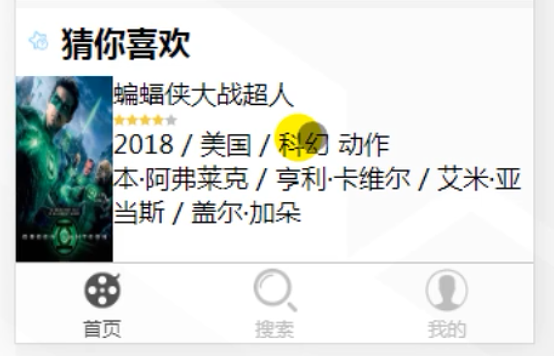 猜你喜欢
蝙蝠侠大战超人
2018 / 美国 / 科幻 动作
本·阿弗莱克 / 亨利·卡维尔 / 艾米·亚
当斯 / 盖尔·加朵
GREEN LANTERN
首页
搜索
我的